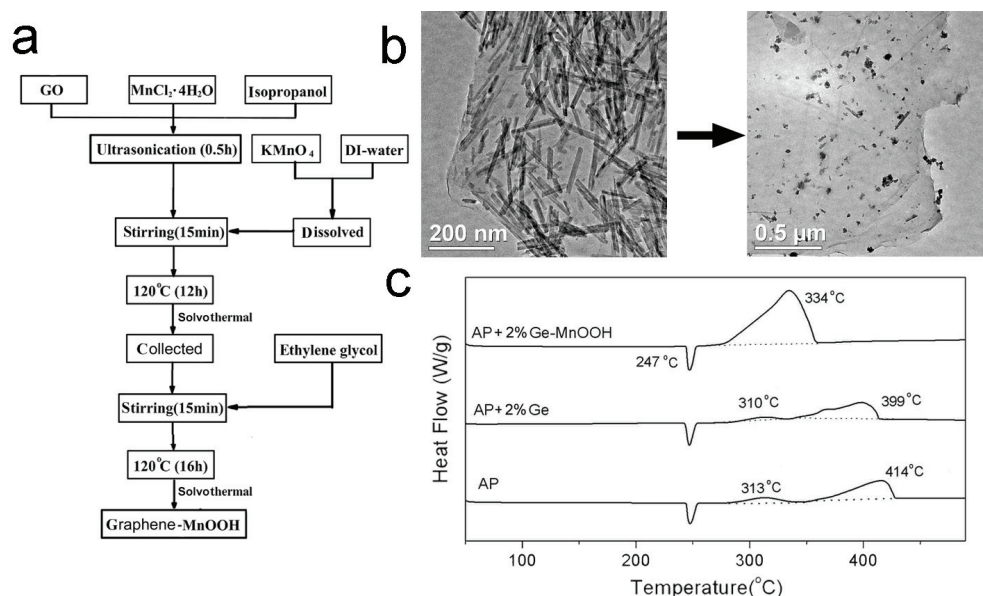 a
GO
MnCl₂·4H₂O
Isopropanol
Ultrasonication (0.5h)
KMnO₄
DI-water
Stirring(15min)
Dissolved
120°C (12h)
Solvothermal
Collected
Ethylene glycol
Stirring(15min)
120°C (16h)
Solvothermal
Graphene-MnOOH
b
200 nm
0.5 µm
c
Heat Flow (W/g)
AP + 2% Ge-MnOOH
334°C
247 °C
AP + 2% Ge
310°C
399°C
AP
313°C
414°C
100
200
300
400
Temperature(°C)